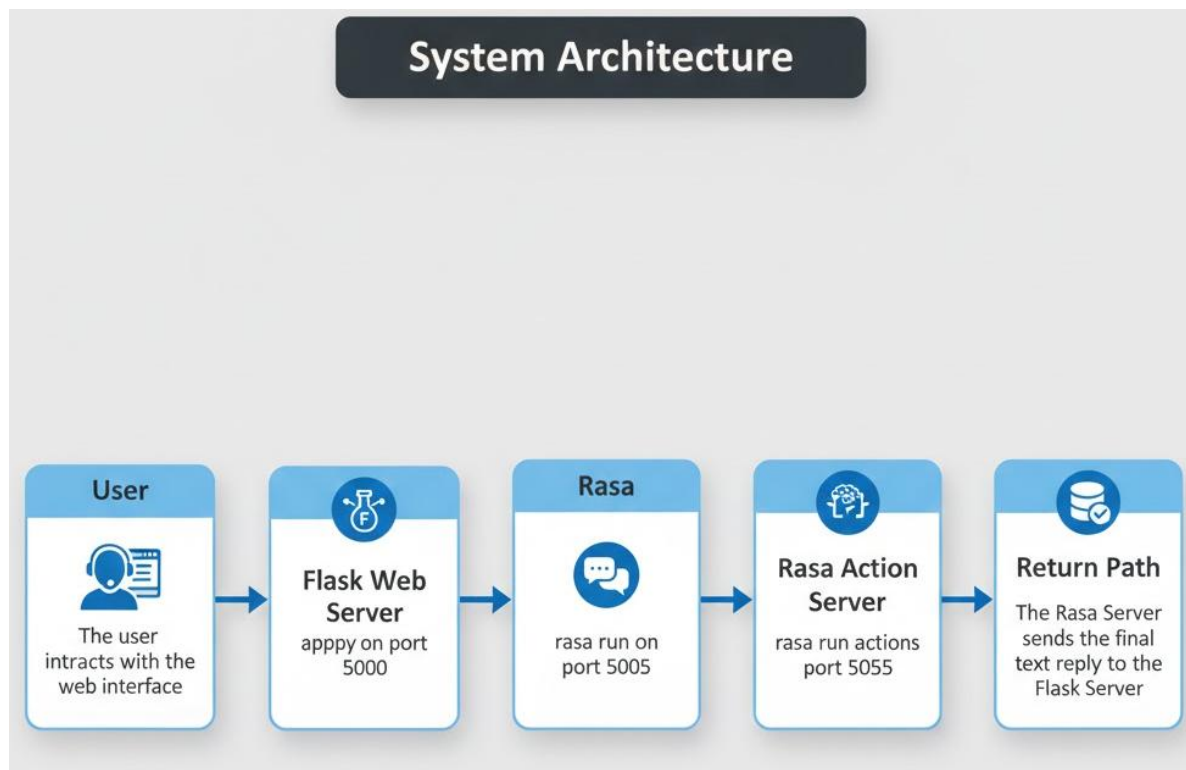 System Architecture
User
The user
intracts with the
web interface
F
Flask Web
Server
apppy on port
5000
Rasa
rasa run on
port 5005
Rasa Action
Server
rasa run actions
port 5055
Return Path
The Rasa Server
sends the final
text reply to the
Flask Server